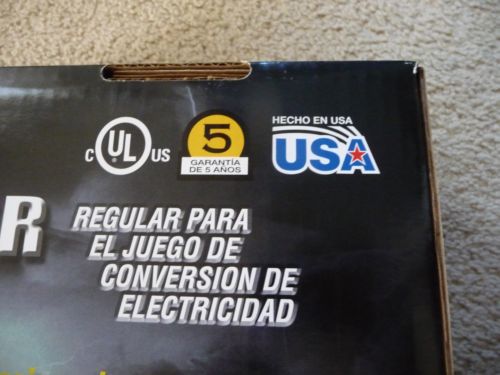 HECHO EN USA
c UL US
5
USA
GARANTÍA
DE 5 AÑOS
R REGULAR PARA
EL JUEGO DE
CONVERSION DE
ELECTRICIDAD